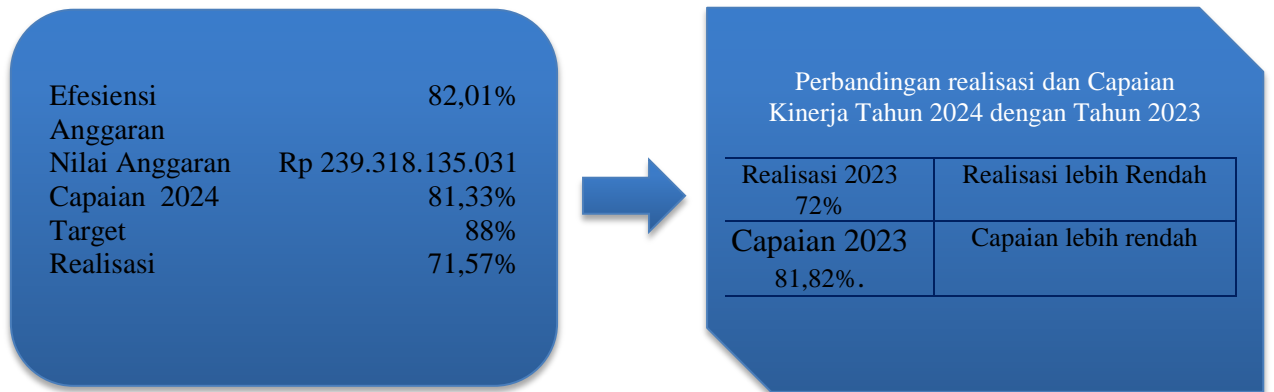 Efesiensi 82,01%
Anggaran
Nilai Anggaran Rp 239.318.135.031
Capaian 2024 81,33%
Target 88%
Realisasi 71,57%
Perbandingan realisasi dan Capaian
Kinerja Tahun 2024 dengan Tahun 2023
Realisasi 2023 Realisasi lebih Rendah
72%
Capaian 2023 Capaian lebih rendah
81,82%.